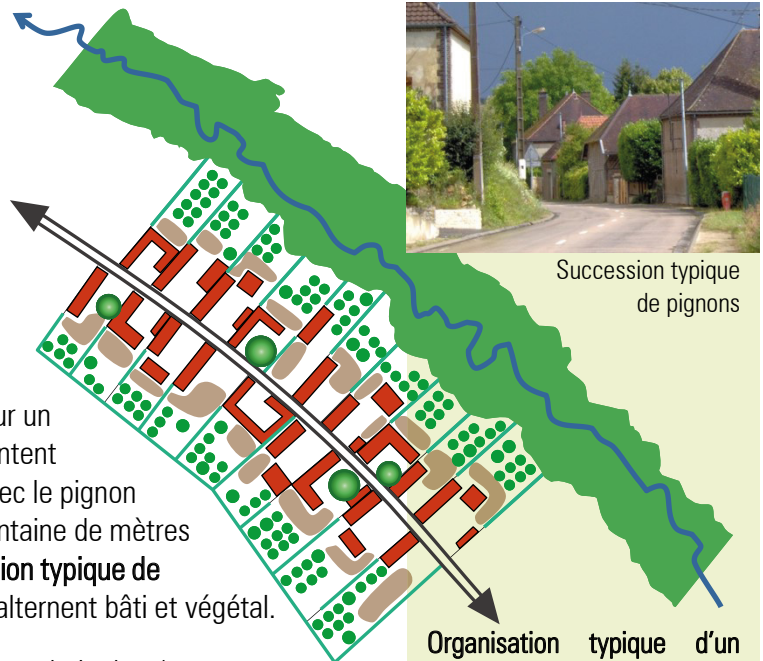 Succession typique
de pignons
ur un
ntent
ec le pignon
ntaine de mètres
ion typique de
alternent bâti et végétal.
Organisation typique d'un